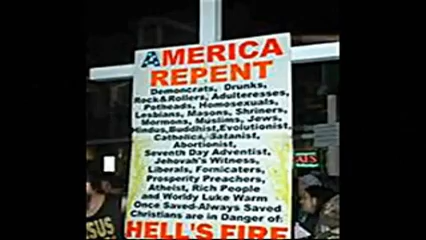 AMERICA
REPENT
Demoncrats, Drunks,
Rock&Rollers, Adulteresses,
Potheads, Homosexuals,
Lesbians, Masons, Shriners,
Mormons, Muslims, Jews,
Hindus,Buddhist,Evolutionist,
Catholics, Satanist,
Abortionist,
Seventh Day Adventist,
Jehovah's Witness,
Liberals, Fornicaters,
Prosperity Preachers,
Atheist, Rich People
and Worldy Luke Warm
Once Saved-Always Saved
Christians are in Danger of:
HELL'S FIRE